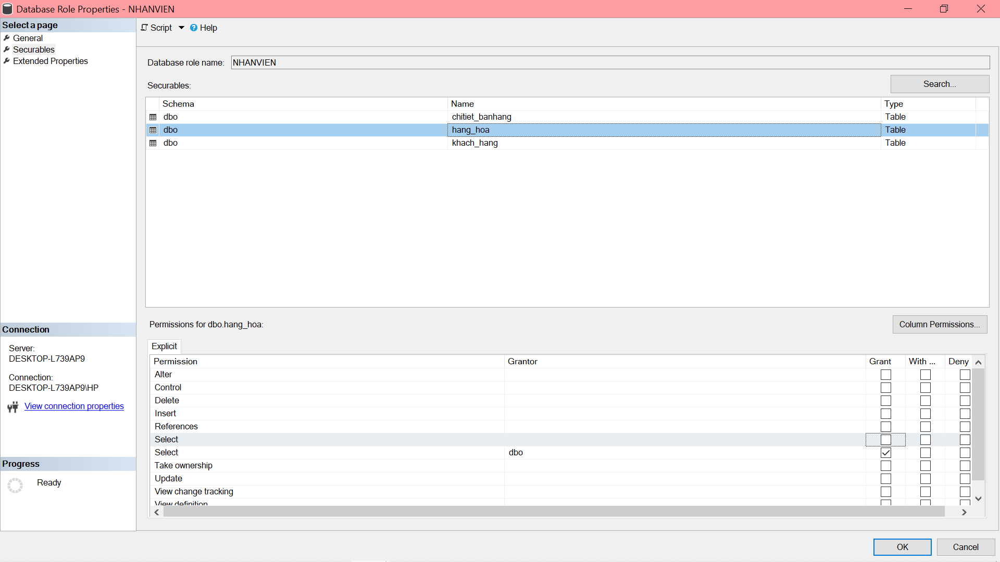 Database Role Properties - NHANVIEN
Select a page
General
Securables
Extended Properties
Script
Help
Database role name: NHANVIEN
Securables:
Search...
Schema Name Type
dbo chitiet_banhang Table
dbo hang_hoa Table
dbo khach_hang Table
Connection
Server:
DESKTOP-L739AP9
Connection:
DESKTOP-L739AP9\HP
View connection properties
Progress
Ready
Permissions for dbo.hang_hoa:
Column Permissions...
Explicit
Permission Grantor Grant With ... Deny
Alter
Control
Delete
Insert
References
Select
Select dbo
Take ownership
Update
View change tracking
View definition
OK
Cancel